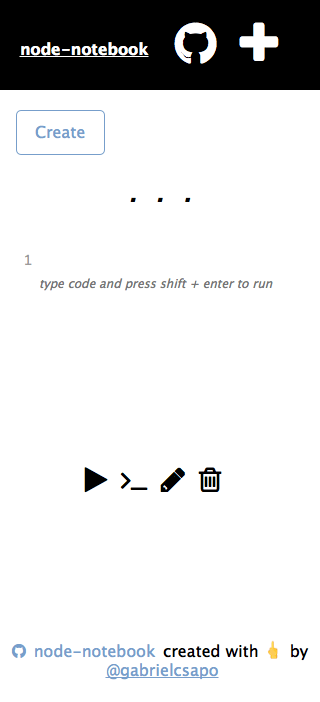 node-notebook
Create
. . .
1
type code and press shift + enter to run
node-notebook created with 👆 by
@gabrielcsapo